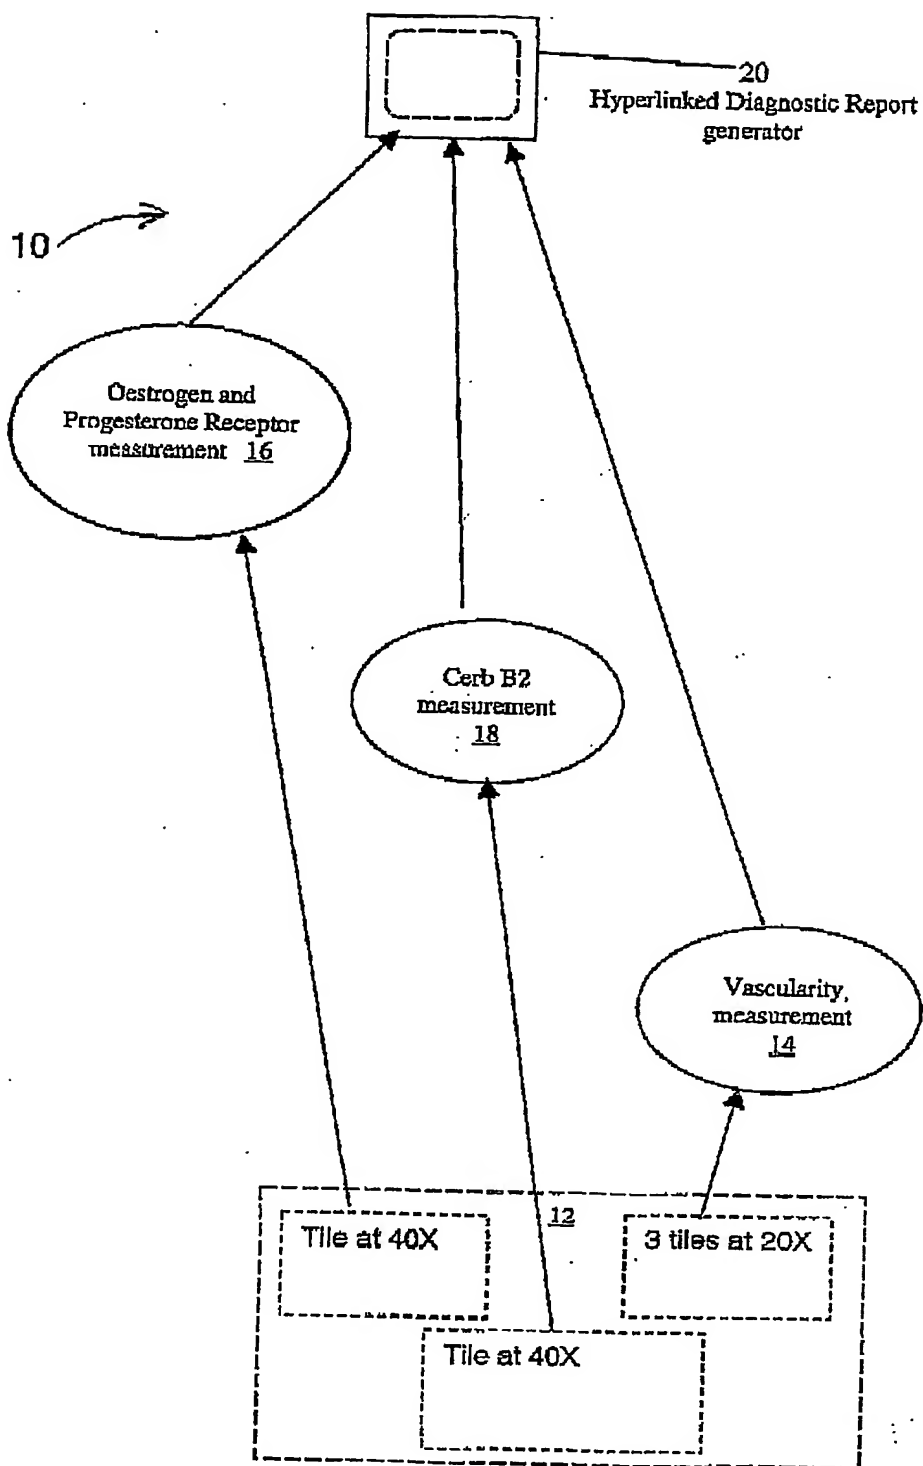 20
Hyperlinked Diagnostic Report
generator
10
Oestrogen and
Progesterone Receptor
measurement 16
Cerb B2
measurement
18
Vascularity,
measurement
14
12
Tile at 40X
3 tiles at 20X
Tile at 40X